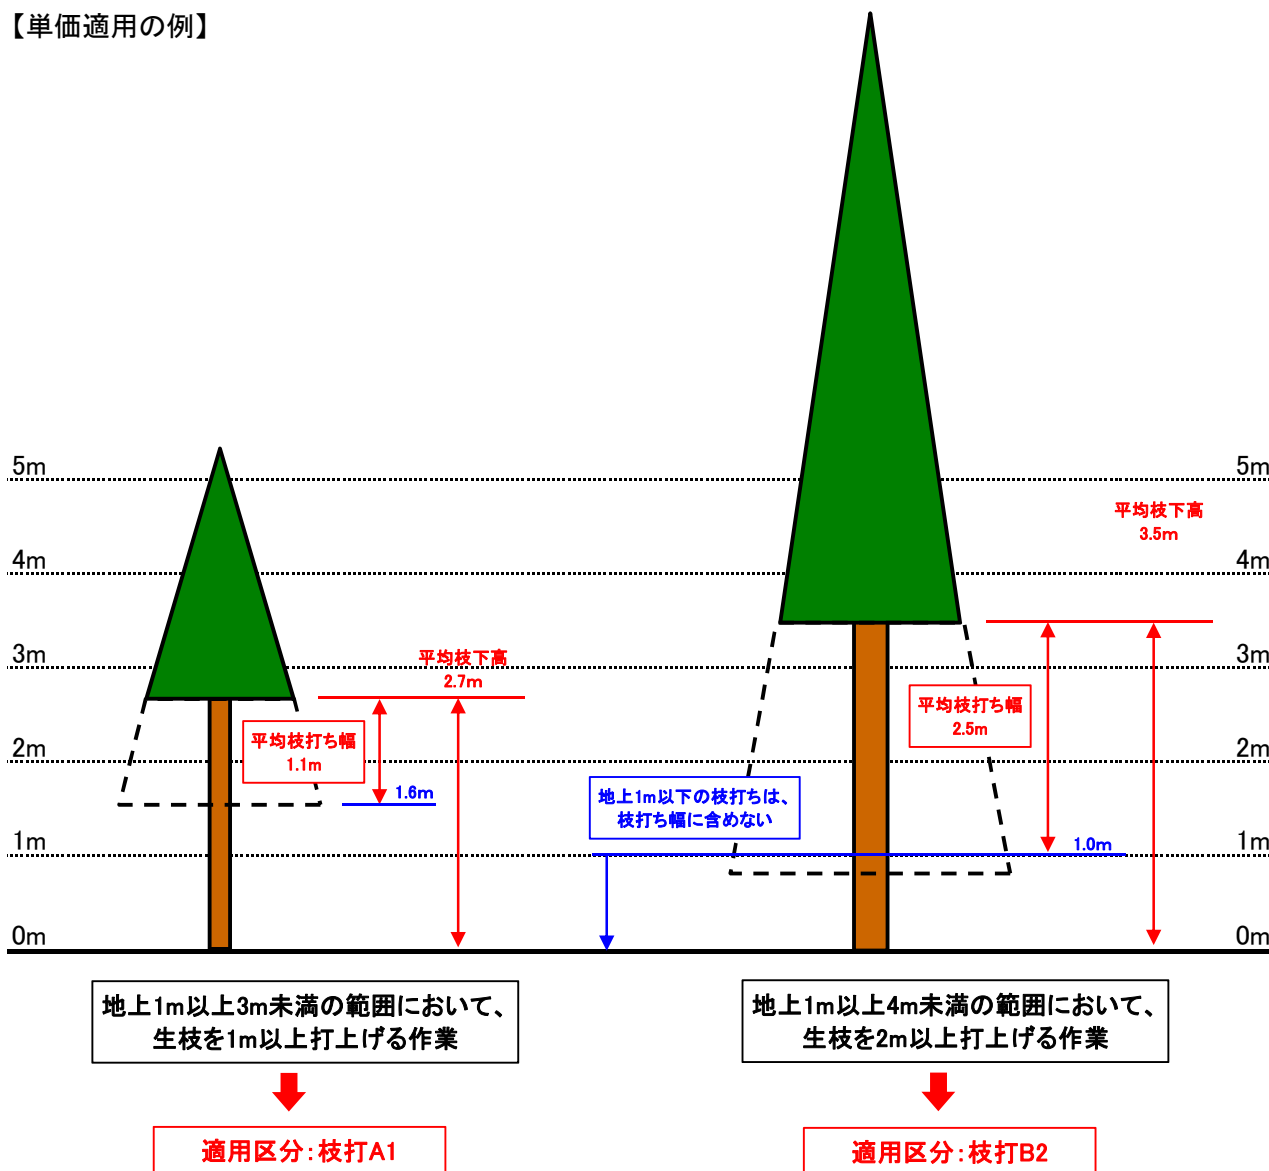 【単価適用の例】
5m
5m
平均枝下高
3.5m
4m
4m
3m
3m
平均枝下高
2.7m
平均枝打ち幅
2.5m
平均枝打ち幅
1.1m
2m
2m
1.6m
地上1m以下の枝打ちは、
枝打ち幅に含めない
1m
1.0m
1m
0m
0m
地上1m以上3m未満の範囲において、
生枝を1m以上打上げる作業
地上1m以上4m未満の範囲において、
生枝を2m以上打上げる作業
適用区分：枝打A1
適用区分：枝打B2